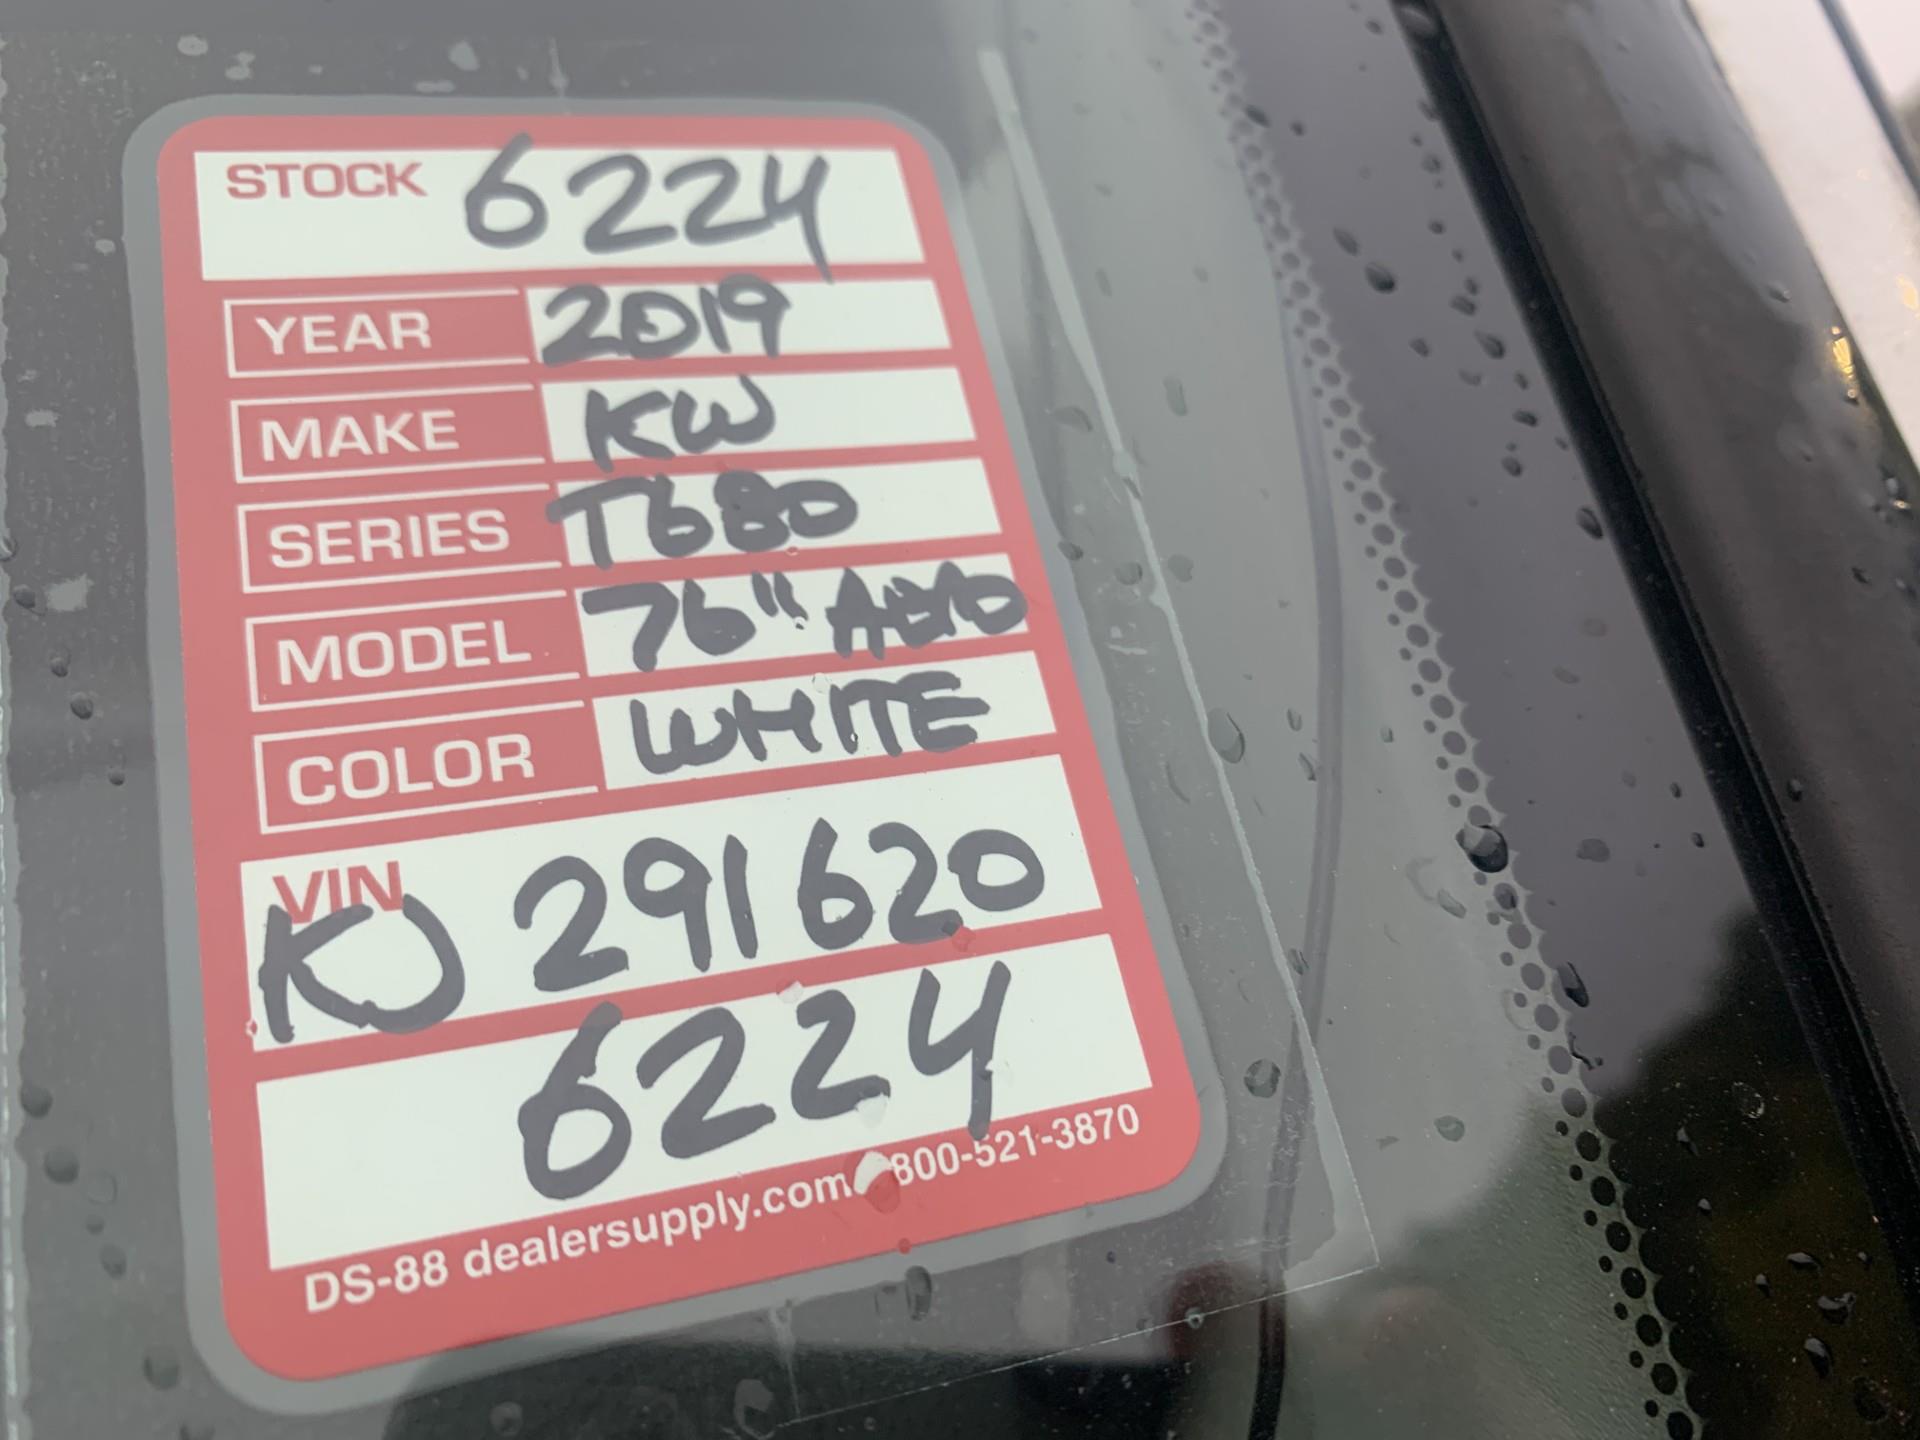 STOCK 6224
YEAR 2019
MAKE KW
SERIES T680
MODEL 76" AERO
COLOR WHITE
VIN
KJ 291620
6224
DS-88 dealersupply.com 800-521-3870